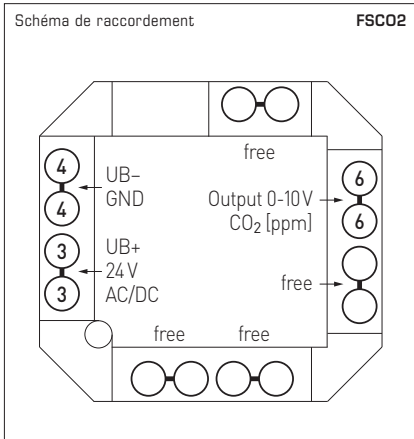 Schéma de raccordement FSCO2
free
4
4
UB–
GND
3
3
UB+
24 V
AC/DC
Output 0-10 V
CO₂ [ppm]
6
6
free
free free